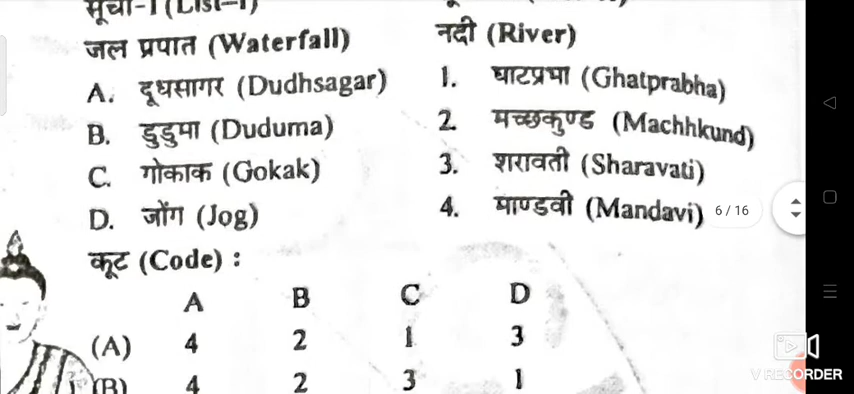 सूची-I (List-I)
जल प्रपात (Waterfall) नदी (River)
A. दूधसागर (Dudhsagar) 1. घाटप्रभा (Ghatprabha)
B. डुडुमा (Duduma) 2. मच्छकुण्ड (Machhkund)
C. गोकाक (Gokak) 3. शरावती (Sharavati)
D. जोंग (Jog) 4. माण्डवी (Mandavi) 6 / 16
कूट (Code) :
A B C D
(A) 4 2 1 3
(B) 4 2 3 1
V RECORDER